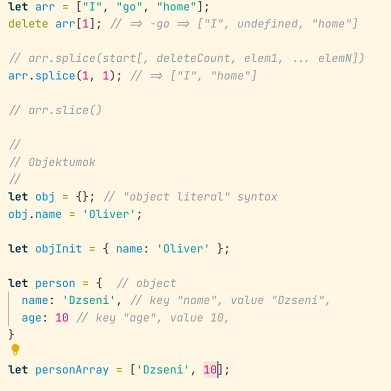 let arr = ["I", "go", "home"];
delete arr[1]; // => -go => ["I", undefined, "home"]
// arr.splice(start[, deleteCount, elem1, ... elemN])
arr.splice(1, 1); // => ["I", "home"]
// arr.slice()
//
// Objektumok
//
let obj = {}; // "object literal" syntax
obj.name = 'Oliver';
let objInit = { name: 'Oliver' };
let person = {  // object
  name: 'Dzseni', // key "name", value "Dzseni",
  age: 10 // key "age", value 10,
}
let personArray = ['Dzseni', 10];